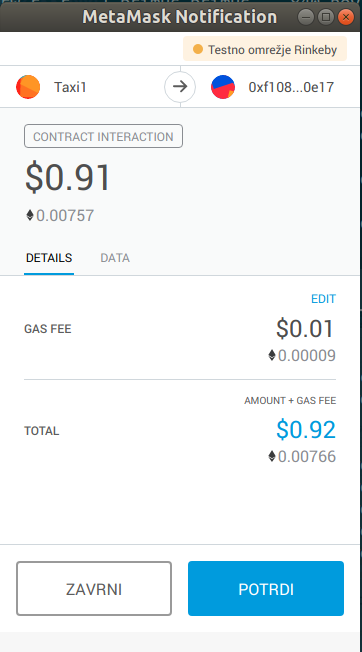 MetaMask Notification
Testno omrežje Rinkeby
Taxi1 0xf108...0e17
CONTRACT INTERACTION
$0.91
0.00757
DETAILS DATA
EDIT
GAS FEE $0.01
0.00009
AMOUNT + GAS FEE
TOTAL $0.92
0.00766
ZAVRNI POTRDI